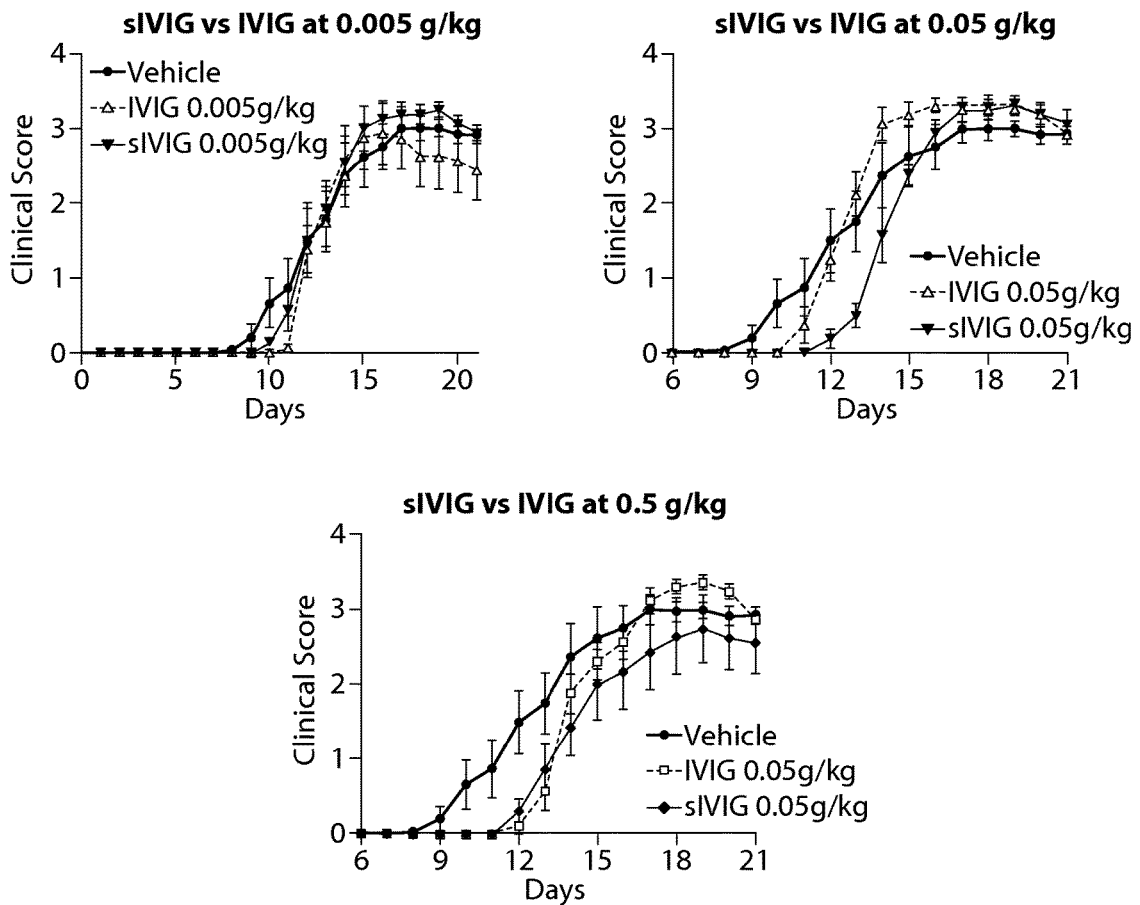 sIVIG vs IVIG at 0.005 g/kg
4
3
2
1
0
Clinical Score
Vehicle
IVIG 0.005g/kg
sIVIG 0.005g/kg
0 5 10 15 20
Days
sIVIG vs IVIG at 0.05 g/kg
4
3
2
1
0
Clinical Score
Vehicle
IVIG 0.05g/kg
sIVIG 0.05g/kg
6 9 12 15 18 21
Days
sIVIG vs IVIG at 0.5 g/kg
4
3
2
1
0
Clinical Score
Vehicle
IVIG 0.05g/kg
sIVIG 0.05g/kg
6 9 12 15 18 21
Days